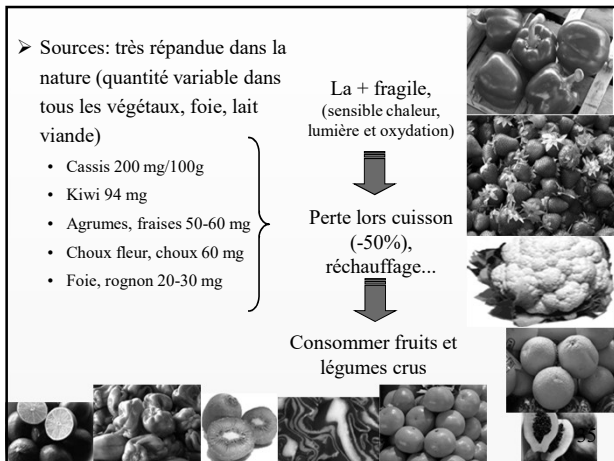 ➢ Sources: très répandue dans la
nature (quantité variable dans
tous les végétaux, foie, lait
viande)
• Cassis 200 mg/100g
• Kiwi 94 mg
• Agrumes, fraises 50-60 mg
• Choux fleur, choux 60 mg
• Foie, rognon 20-30 mg
La + fragile,
(sensible chaleur,
lumière et oxydation)
Perte lors cuisson
(-50%),
réchauffage...
Consommer fruits et
légumes crus
35